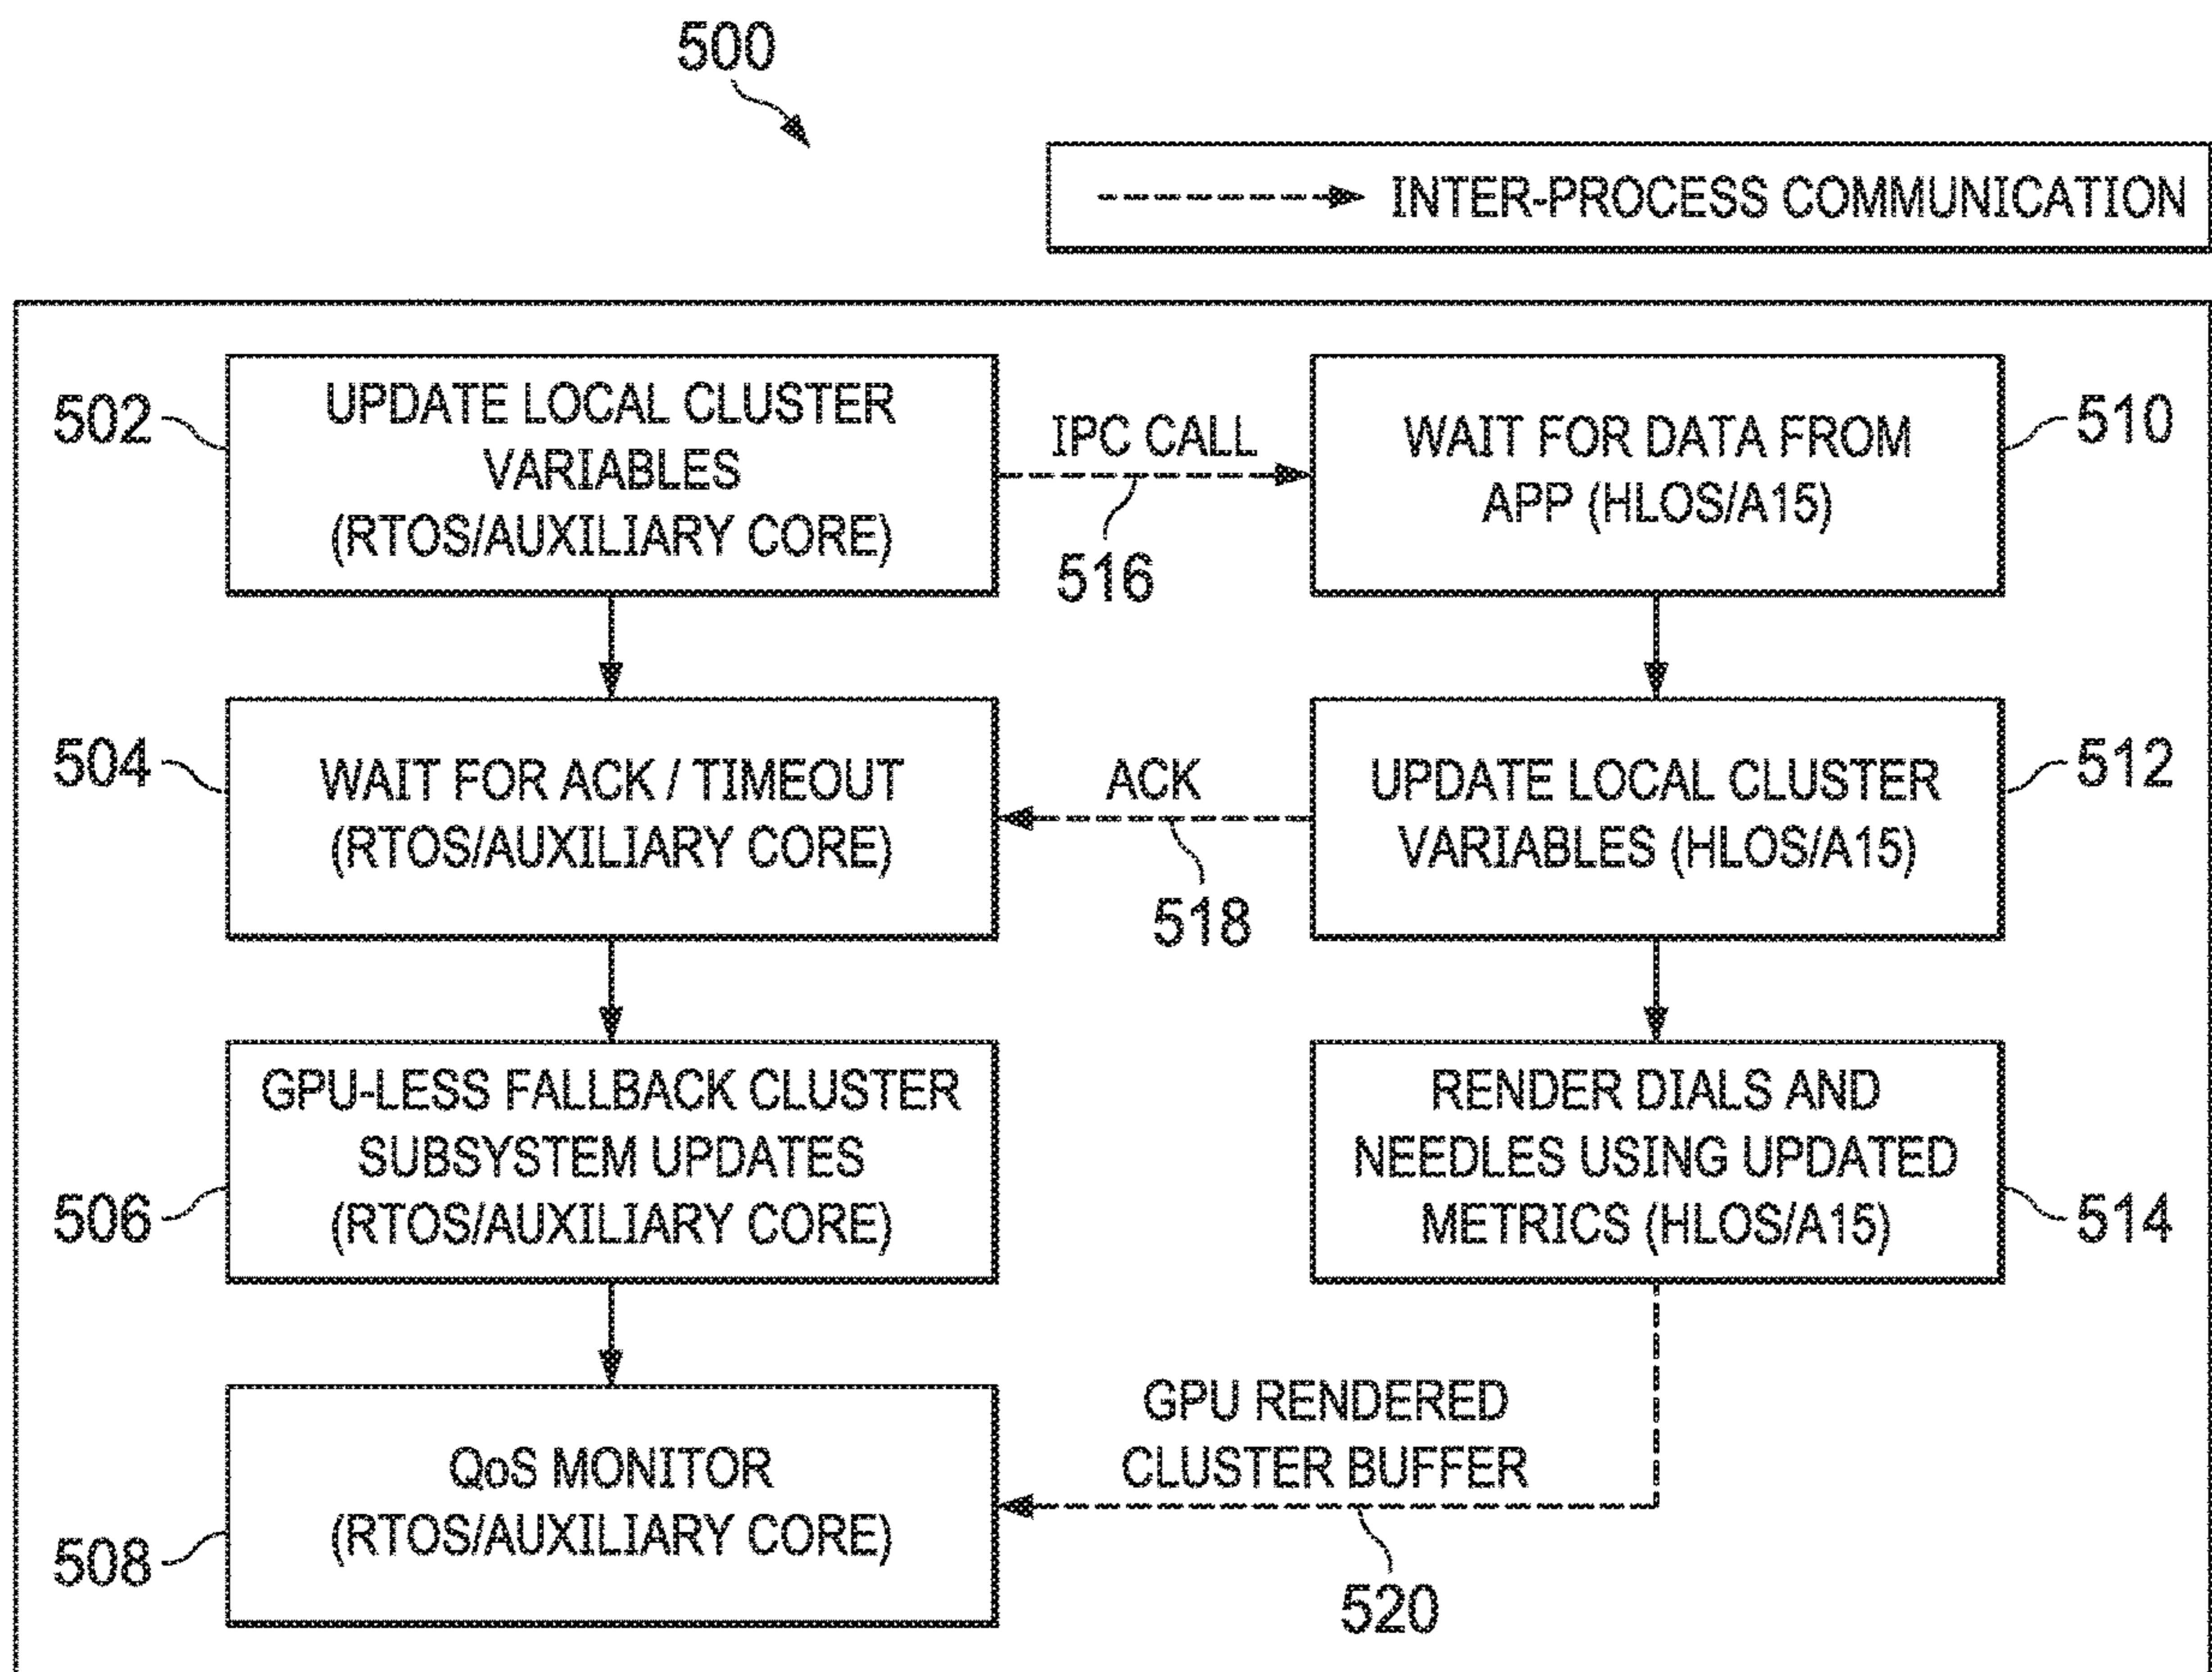 500
INTER-PROCESS COMMUNICATION
502
UPDATE LOCAL CLUSTER
VARIABLES
(RTOS/AUXILIARY CORE)
IPC CALL
516
WAIT FOR DATA FROM
APP (HLOS/A15)
510
504
WAIT FOR ACK / TIMEOUT
(RTOS/AUXILIARY CORE)
ACK
518
UPDATE LOCAL CLUSTER
VARIABLES (HLOS/A15)
512
506
GPU-LESS FALLBACK CLUSTER
SUBSYSTEM UPDATES
(RTOS/AUXILIARY CORE)
RENDER DIALS AND
NEEDLES USING UPDATED
METRICS (HLOS/A15)
514
508
QoS MONITOR
(RTOS/AUXILIARY CORE)
GPU RENDERED
CLUSTER BUFFER
520